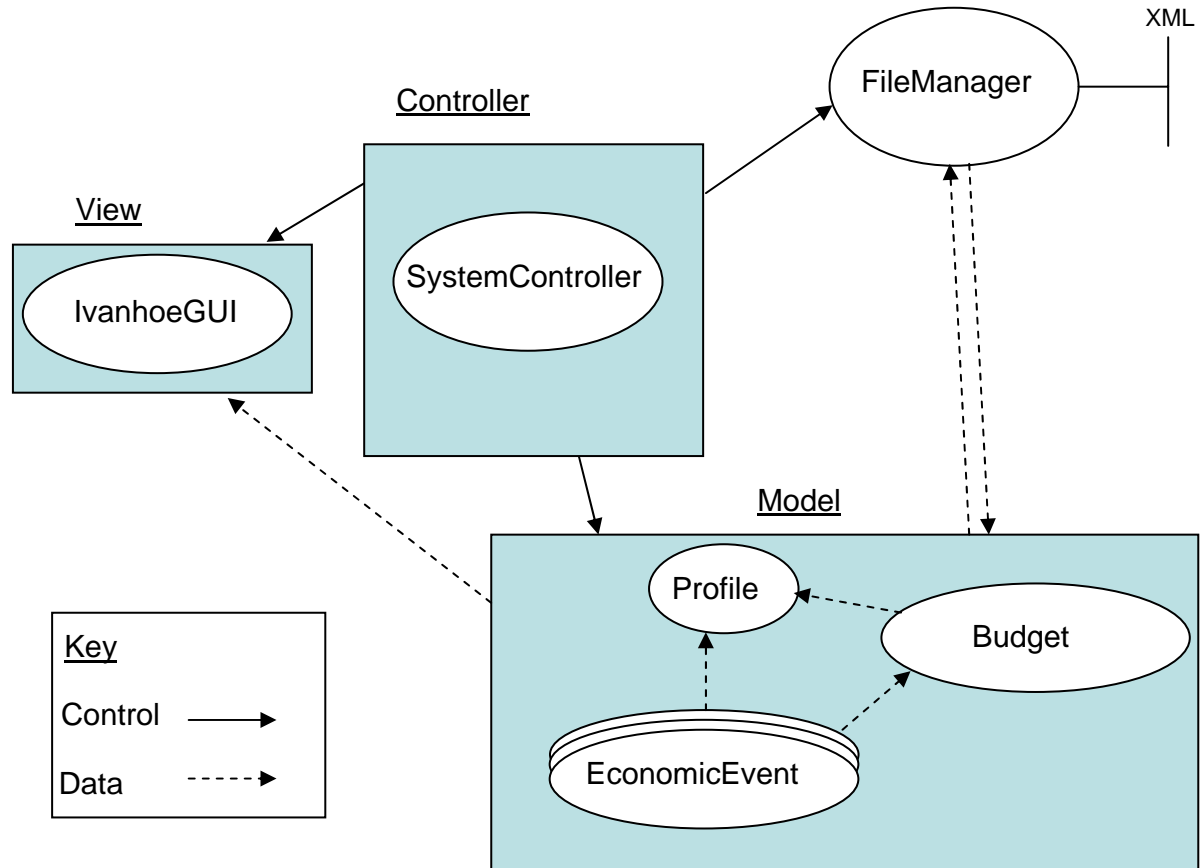 XML
FileManager
Controller
View
SystemController
IvanhoeGUI
Model
Profile
Budget
Key
Control
EconomicEvent
Data